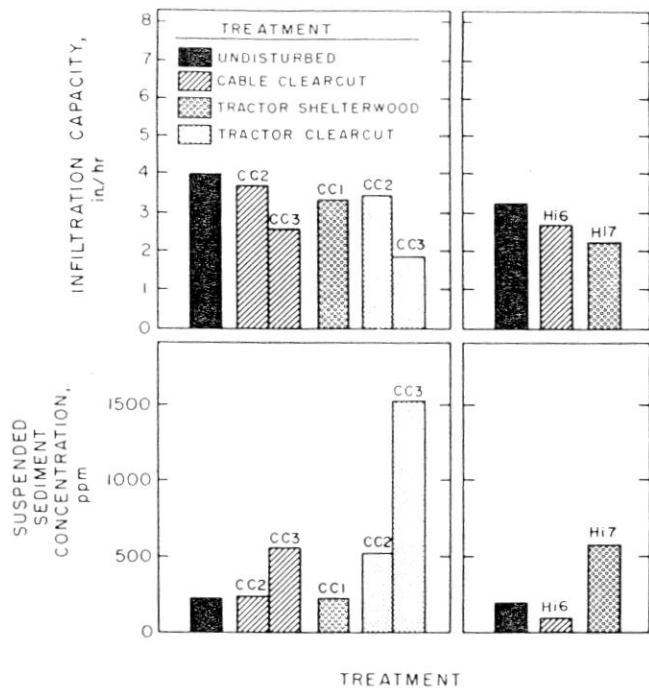 TREATMENT
UNDISTURBED
CABLE CLEARCUT
TRACTOR SHELTERWOOD
TRACTOR CLEARCUT
INFILTRATION CAPACITY,
in/hr
8
7
6
5
4
3
2
1
0
CC2
CC3
CC1
CC2
CC3
Hi6
Hi7
SUSPENDED
SEDIMENT
CONCENTRATION,
ppm
1500
1000
500
0
CC2
CC3
CC1
CC2
CC3
Hi6
Hi7
TREATMENT